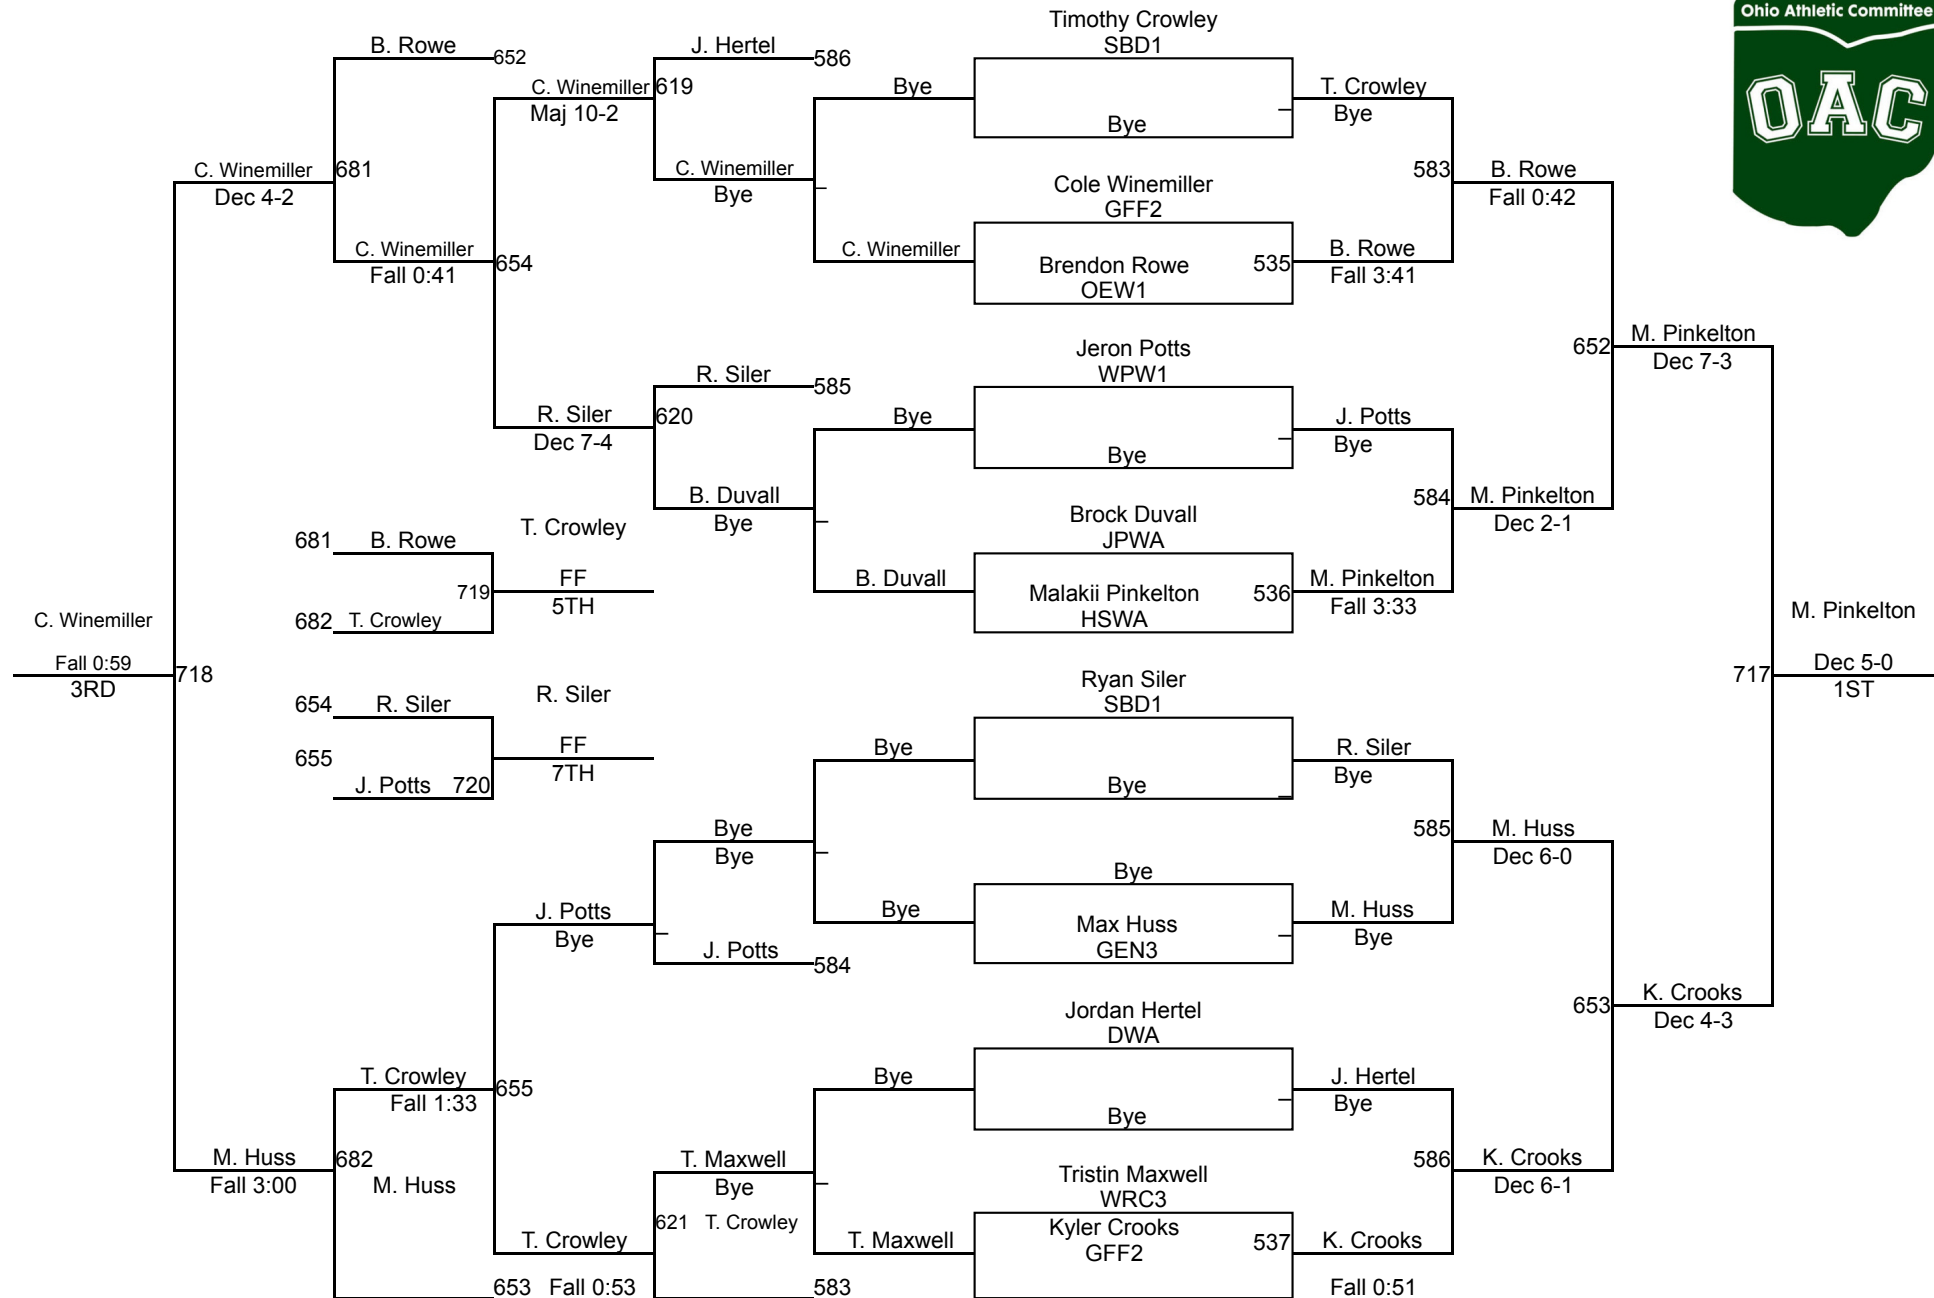 Ohio Athletic Committee
OAC
Timothy Crowley
SBD1
B. Rowe
652
J. Hertel
586
C. Winemiller
619
Maj 10-2
Bye
T. Crowley
Bye
Bye
C. Winemiller
681
Dec 4-2
C. Winemiller
Bye
Cole Winemiller
GFF2
583
B. Rowe
Fall 0:42
C. Winemiller
Fall 0:41
654
C. Winemiller
Brendon Rowe
OEW1
535
B. Rowe
Fall 3:41
Jeron Potts
WPW1
652
M. Pinkelton
Dec 7-3
R. Siler
585
R. Siler
620
Dec 7-4
Bye
J. Potts
Bye
Bye
B. Duvall
Bye
584
M. Pinkelton
Dec 2-1
Brock Duvall
JPWA
T. Crowley
681
B. Rowe
719
FF
5TH
B. Duvall
Malakii Pinkelton
HSWA
536
M. Pinkelton
Fall 3:33
682
T. Crowley
C. Winemiller
Fall 0:59
3RD
718
M. Pinkelton
717
Dec 5-0
1ST
Ryan Siler
SBD1
654
R. Siler
R. Siler
655
FF
7TH
J. Potts
720
Bye
R. Siler
Bye
Bye
Bye
Bye
585
M. Huss
Dec 6-0
Bye
J. Potts
Bye
Bye
Max Huss
GEN3
M. Huss
Bye
J. Potts
584
653
K. Crooks
Dec 4-3
Jordan Hertel
DWA
T. Crowley
Fall 1:33
655
Bye
J. Hertel
Bye
Bye
M. Huss
Fall 3:00
682
M. Huss
T. Maxwell
Bye
586
K. Crooks
Dec 6-1
Tristin Maxwell
WRC3
621
T. Crowley
T. Crowley
T. Maxwell
Kyler Crooks
GFF2
537
K. Crooks
653
Fall 0:53
583
Fall 0:51